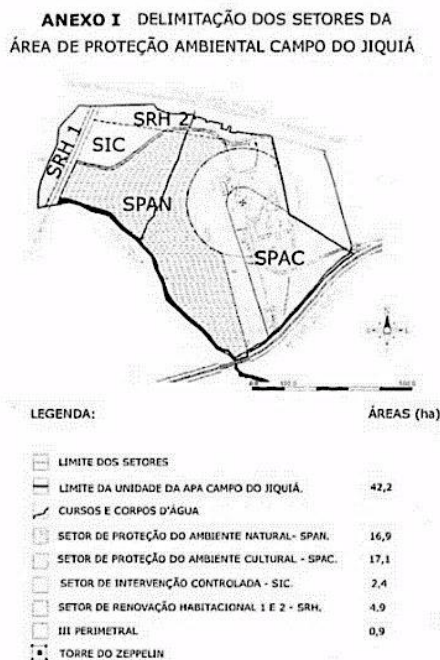 ANEXO I DELIMITAÇÃO DOS SETORES DA
ÁREA DE PROTEÇÃO AMBIENTAL CAMPO DO JIQUIÁ
SRH 2
SRH 1
SIC
SPAN
SPAC
LEGENDA: ÁREAS (ha)
LIMITE DOS SETORES
LIMITE DA UNIDADE DA APA CAMPO DO JIQUIÁ. 42,2
CURSOS E CORPOS D'ÁGUA
SETOR DE PROTEÇÃO DO AMBIENTE NATURAL- SPAN. 16,9
SETOR DE PROTEÇÃO DO AMBIENTE CULTURAL - SPAC. 17,1
SETOR DE INTERVENÇÃO CONTROLADA - SIC. 2,4
SETOR DE RENOVAÇÃO HABITACIONAL 1 E 2 - SRH. 4,9
III PERIMETRAL 0,9
TORRE DO ZEPPELIN